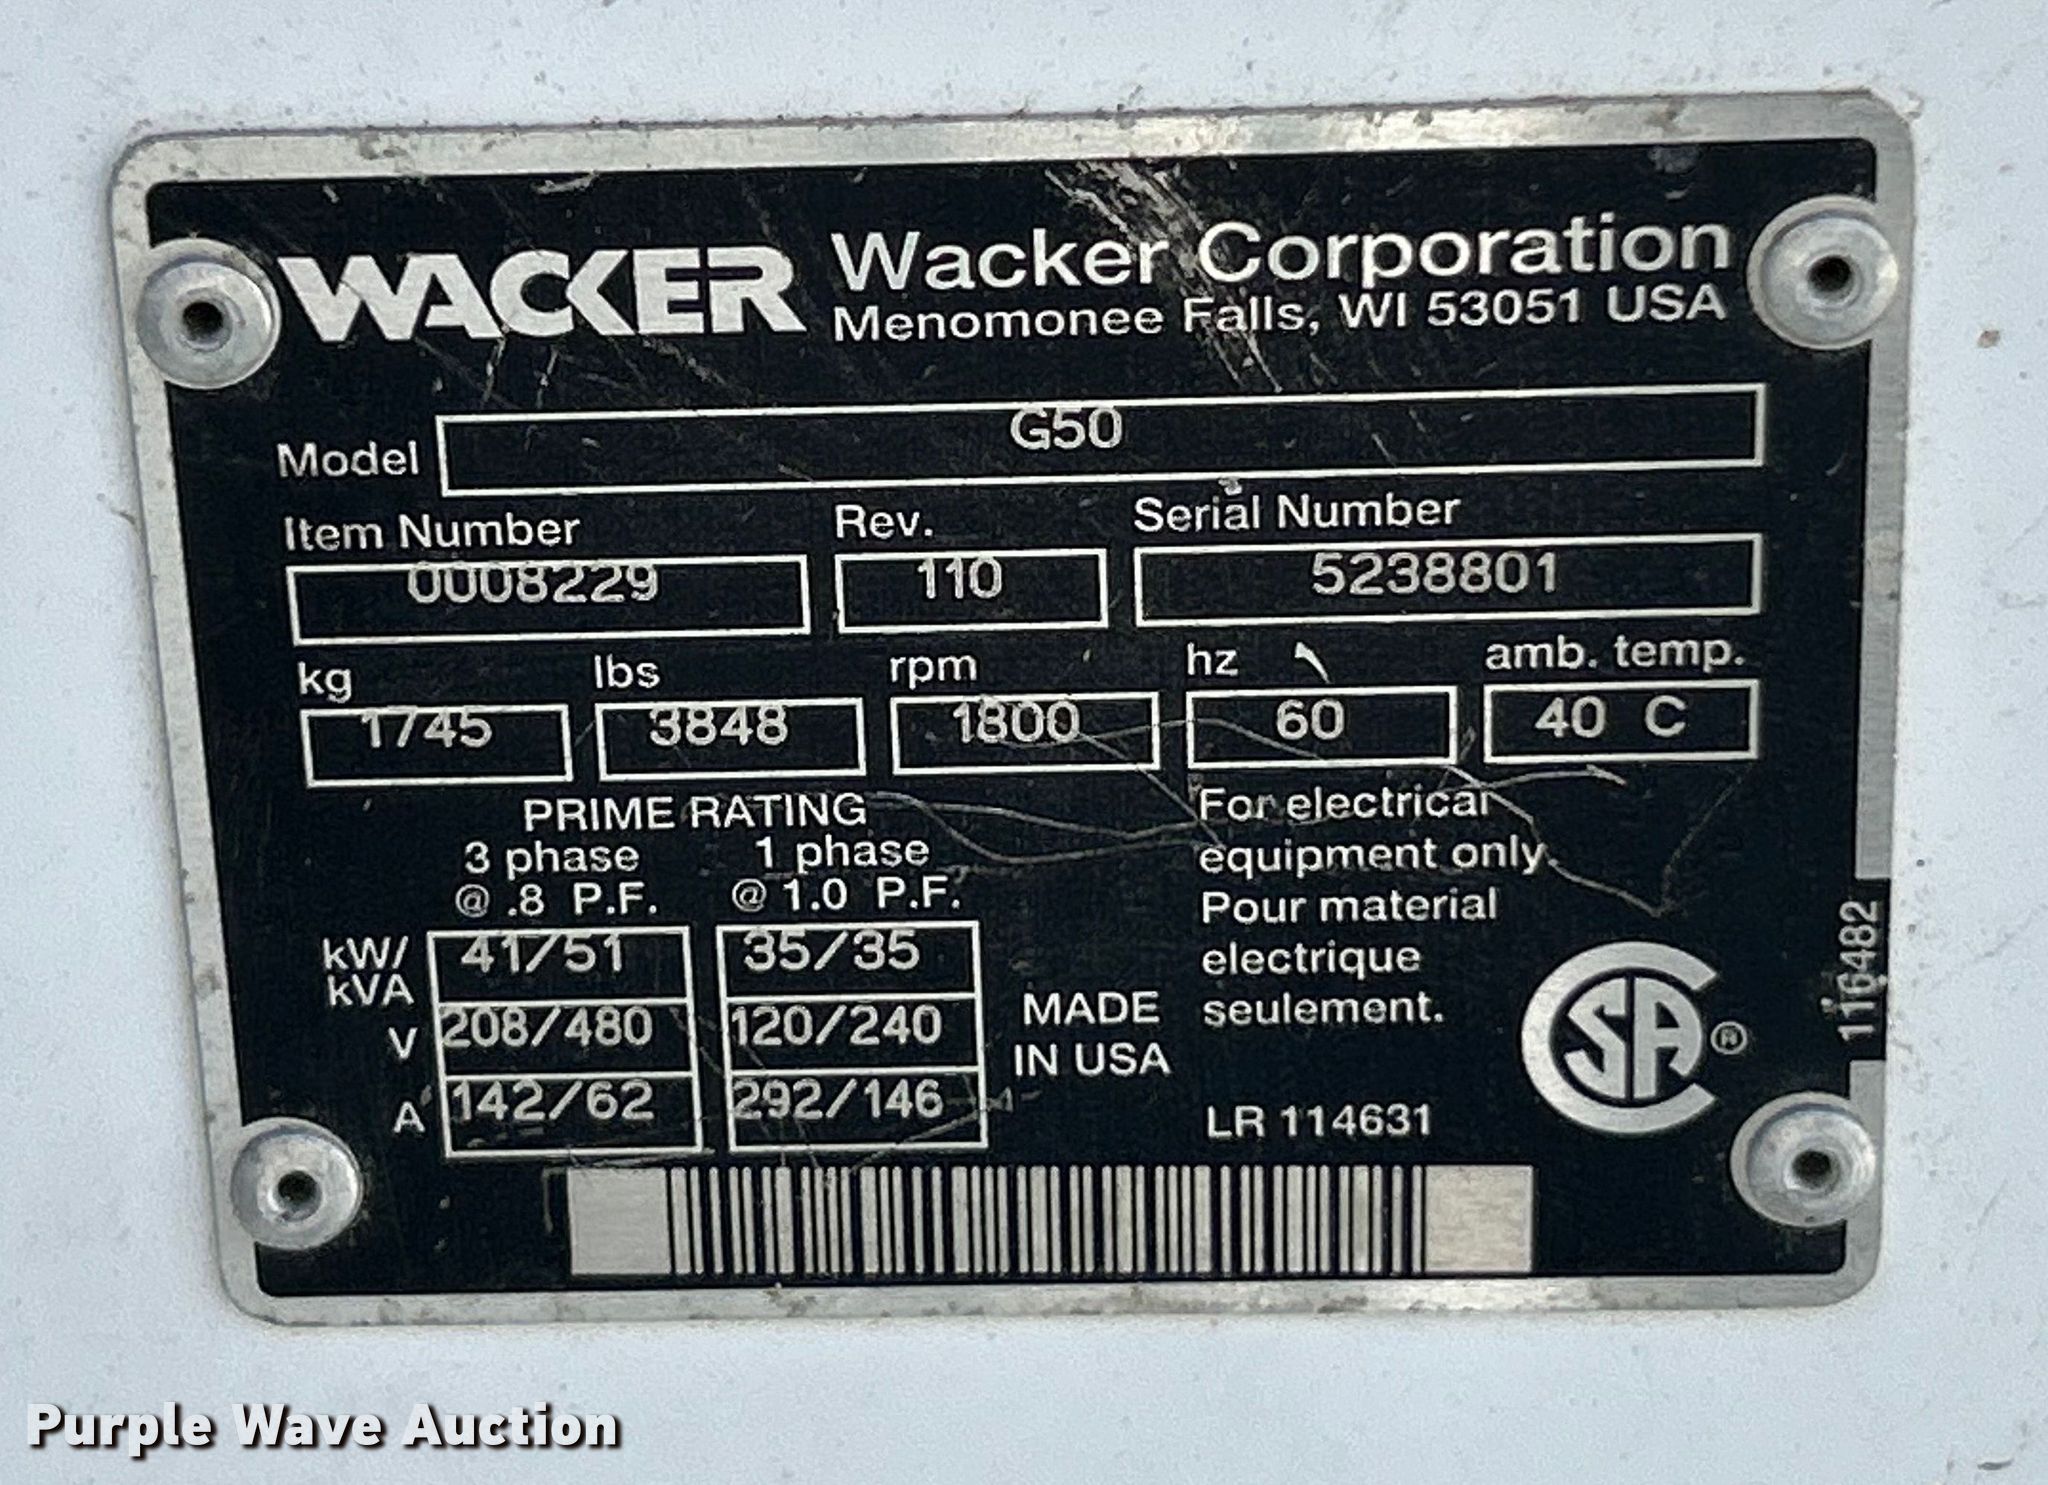 WACKER Wacker Corporation
Menomonee Falls, WI 53051 USA
Model G50
Item Number Rev. Serial Number
0008229 110 5238801
kg lbs rpm hz amb. temp.
1745 3848 1800 60 40 C
PRIME RATING
3 phase 1 phase
@ .8 P.F. @ 1.0 P.F.
kW/ kVA 41/51 35/35
V 208/480 120/240
A 142/62 292/146
MADE
IN USA
For electrical
equipment only.
Pour material
electrique
seulement.
LR 114631
CSA ®
116482
Purple Wave Auction